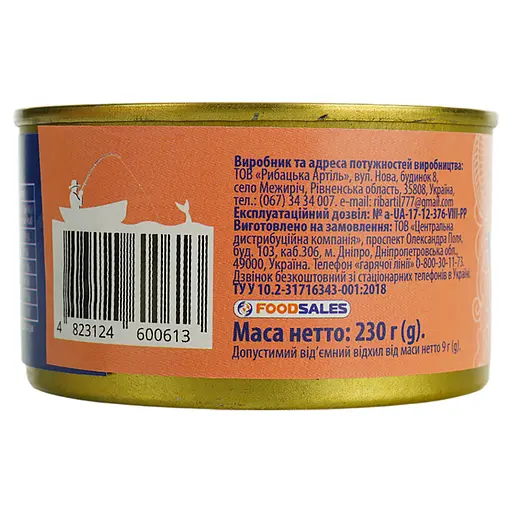 Виробник та адреса потужностей виробництва:
ТОВ «Рибацька Артіль», вул. Нова, будинок 8,
село Межиріч, Рівненська область, 35808, Україна,
тел.: (067) 34 34 007. email: ribartil777@gmail.com
Експлуатаційний дозвіл: № a-UA-17-12-376-VIII-PP
Виготовлено на замовлення: ТОВ «Центральна
дистрибуційна компанія», проспект Олександра Поля,
буд. 103, каб.306, м. Дніпро, Дніпропетровська обл.,
49000, Україна. Телефон «гарячої лінії» 0-800-30-11-73.
Дзвінок безкоштовний зі стаціонарних телефонів в Україні
ТУ У 10.2-31716343-001:2018
FOODSALES
Маса нетто: 230 г (g).
Допустимий від'ємний відхил від маси нетто 9 г (g).
4 823124 600613